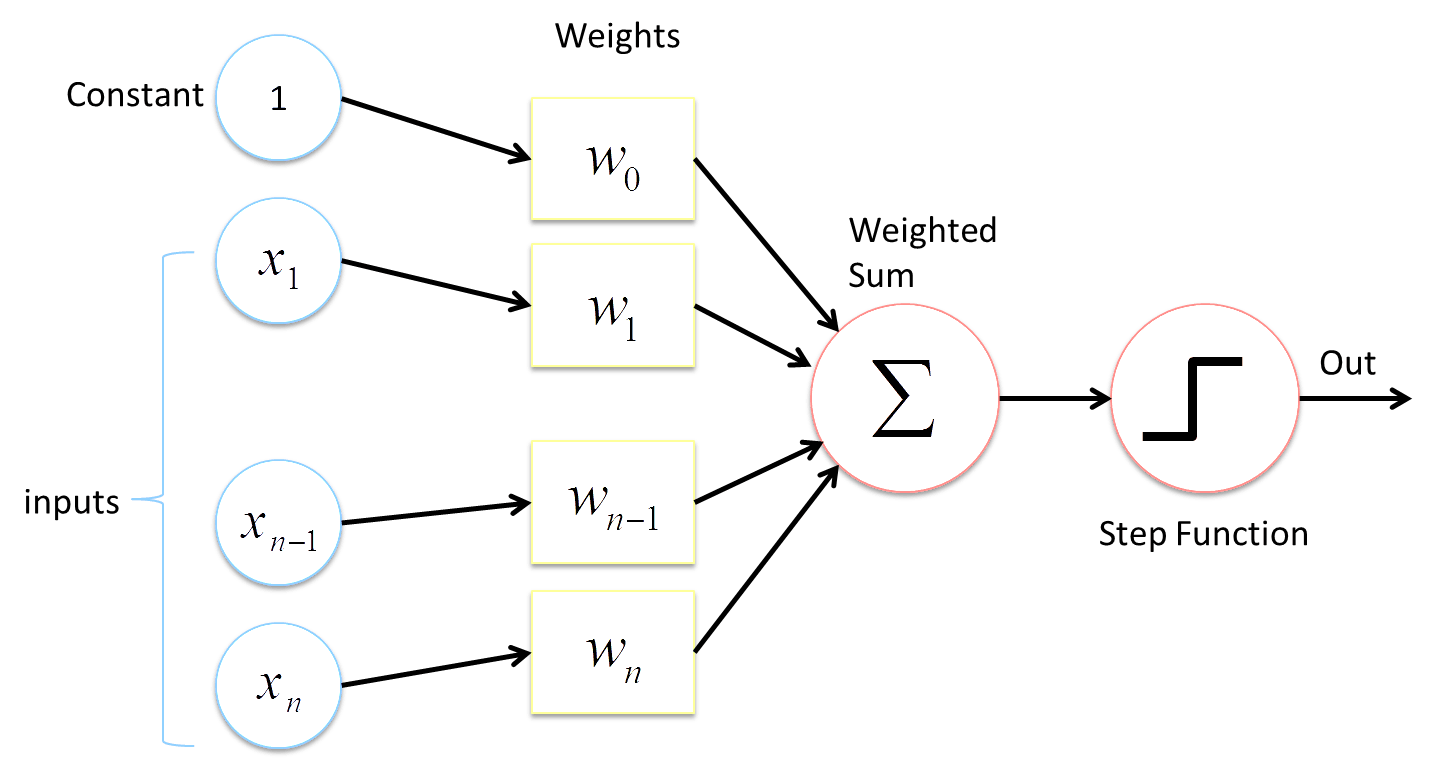 Weights
Constant
1
w₀
x₁
w₁
Weighted
Sum
∑
Out
inputs
xₙ₋₁
wₙ₋₁
Step Function
xₙ
wₙ